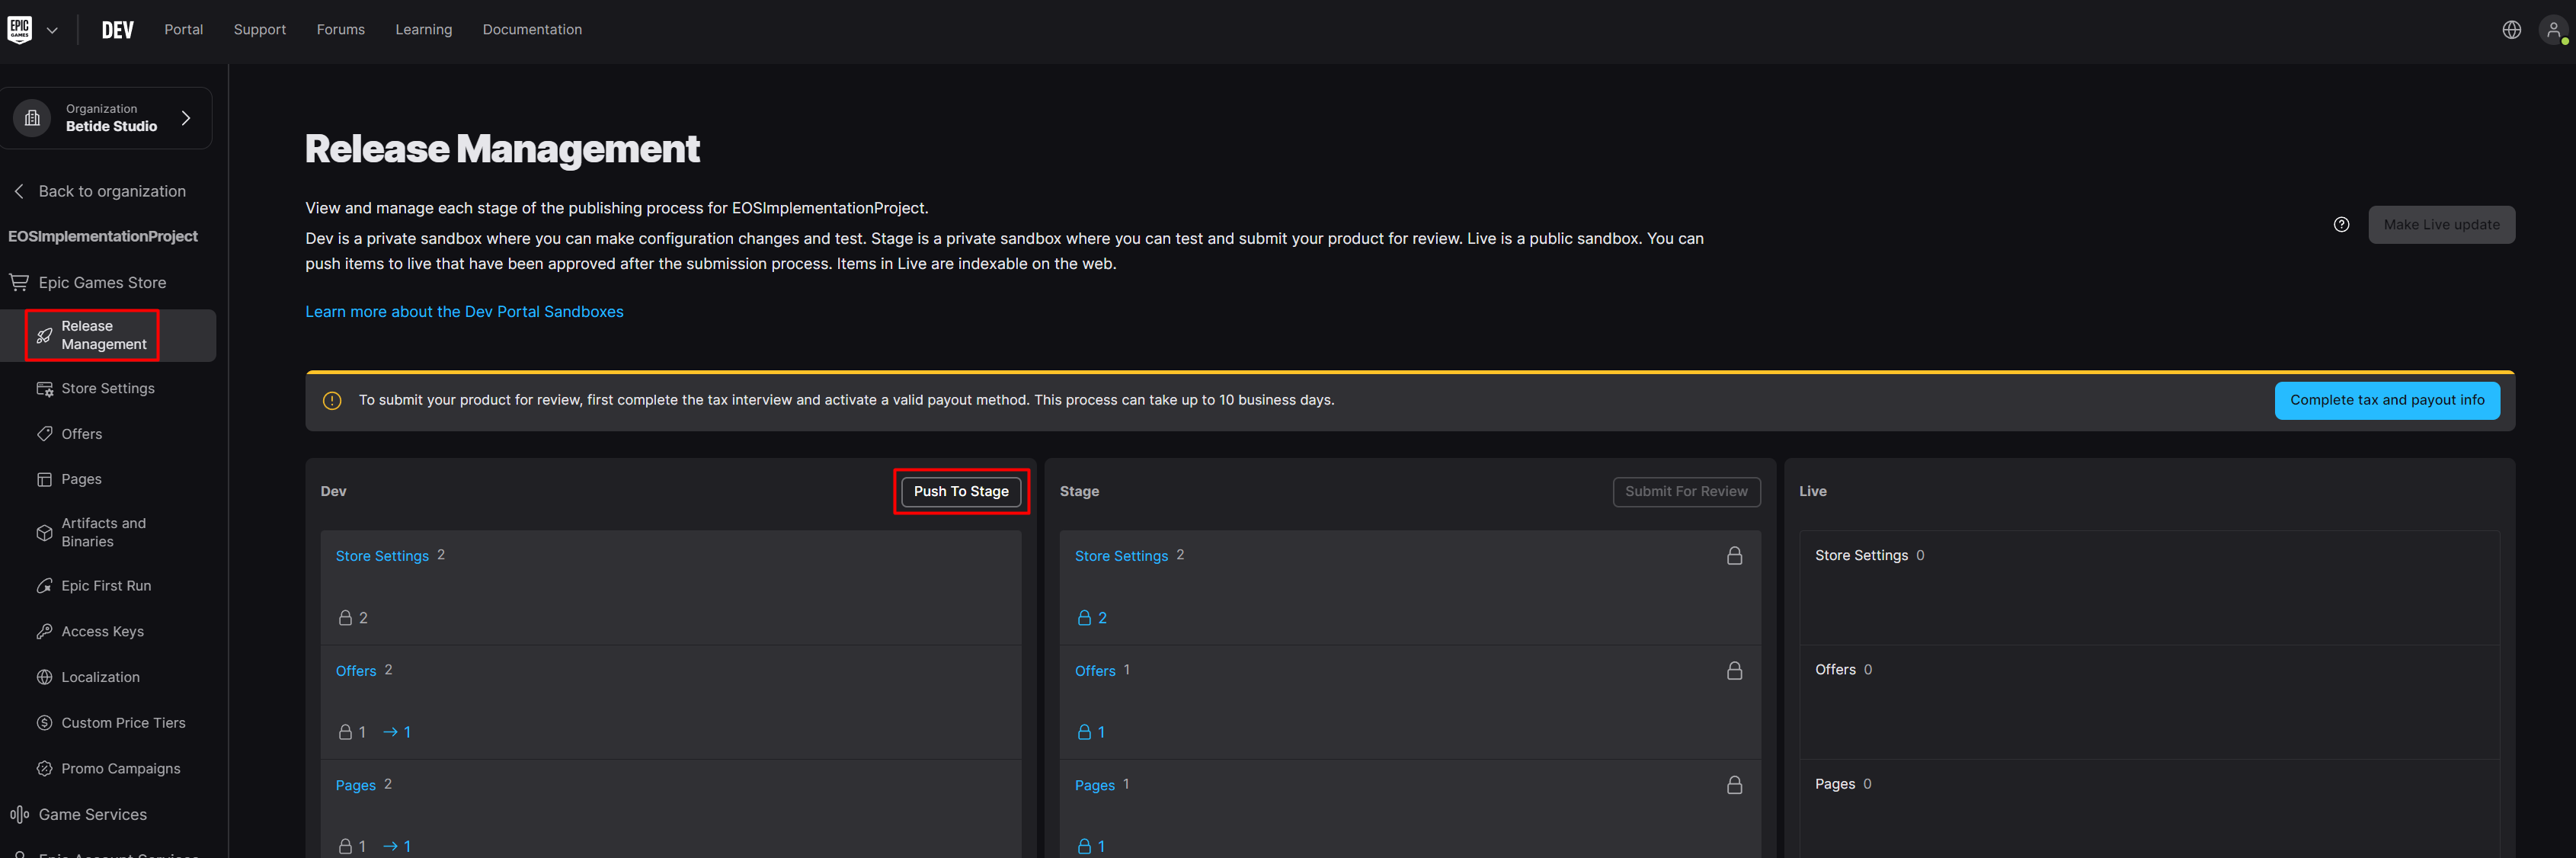 EPIC GAMES
DEV
Portal
Support
Forums
Learning
Documentation
Organization
Betide Studio
Back to organization
EOSImplementationProject
Epic Games Store
Release
Management
Store Settings
Offers
Pages
Artifacts and
Binaries
Epic First Run
Access Keys
Localization
Custom Price Tiers
Promo Campaigns
Game Services
Epic Account Services
Release Management
View and manage each stage of the publishing process for EOSImplementationProject.
Dev is a private sandbox where you can make configuration changes and test. Stage is a private sandbox where you can test and submit your product for review. Live is a public sandbox. You can
push items to live that have been approved after the submission process. Items in Live are indexable on the web.
Learn more about the Dev Portal Sandboxes
Make Live update
To submit your product for review, first complete the tax interview and activate a valid payout method. This process can take up to 10 business days.
Complete tax and payout info
Dev
Push To Stage
Store Settings 2
2
Offers 2
1 → 1
Pages 2
1 → 1
Stage
Submit For Review
Store Settings 2
2
Offers 1
1
Pages 1
1
Live
Store Settings 0
Offers 0
Pages 0